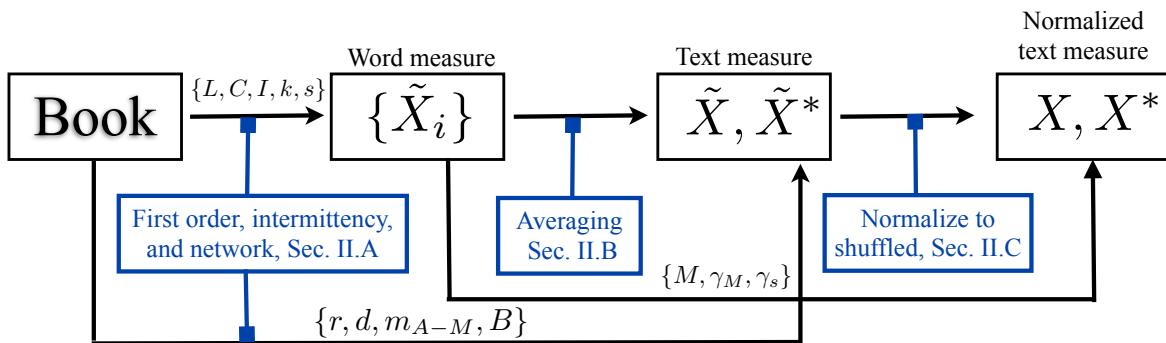 Normalized
text measure
Word measure
Text measure
Book
{L, C, I, k, s}
{X̃_i}
X̃, X̃*
X, X*
First order, intermittency,
and network, Sec. II.A
Averaging
Sec. II.B
Normalize to
shuffled, Sec. II.C
{M, γ_M, γ_s}
{r, d, m_{A−M}, B}